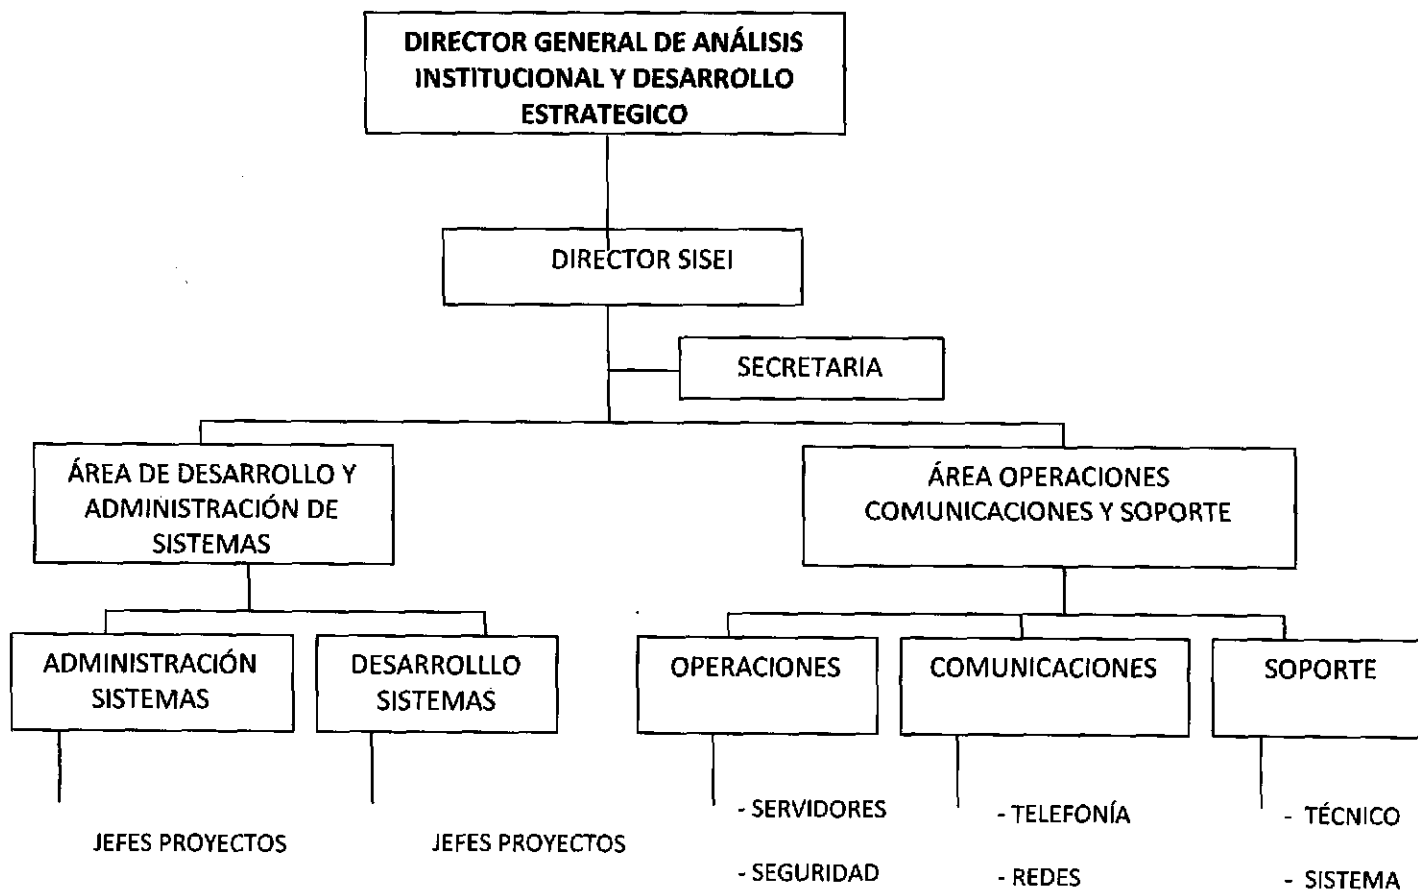 DIRECTOR GENERAL DE ANÁLISIS
INSTITUCIONAL Y DESARROLLO
ESTRATEGICO
DIRECTOR SISEI
SECRETARIA
ÁREA DE DESARROLLO Y
ADMINISTRACIÓN DE
SISTEMAS
ÁREA OPERACIONES
COMUNICACIONES Y SOPORTE
ADMINISTRACIÓN
SISTEMAS
DESARROLLLO
SISTEMAS
OPERACIONES
COMUNICACIONES
SOPORTE
JEFES PROYECTOS
JEFES PROYECTOS
- SERVIDORES
- SEGURIDAD
- TELEFONÍA
- REDES
- TÉCNICO
- SISTEMA